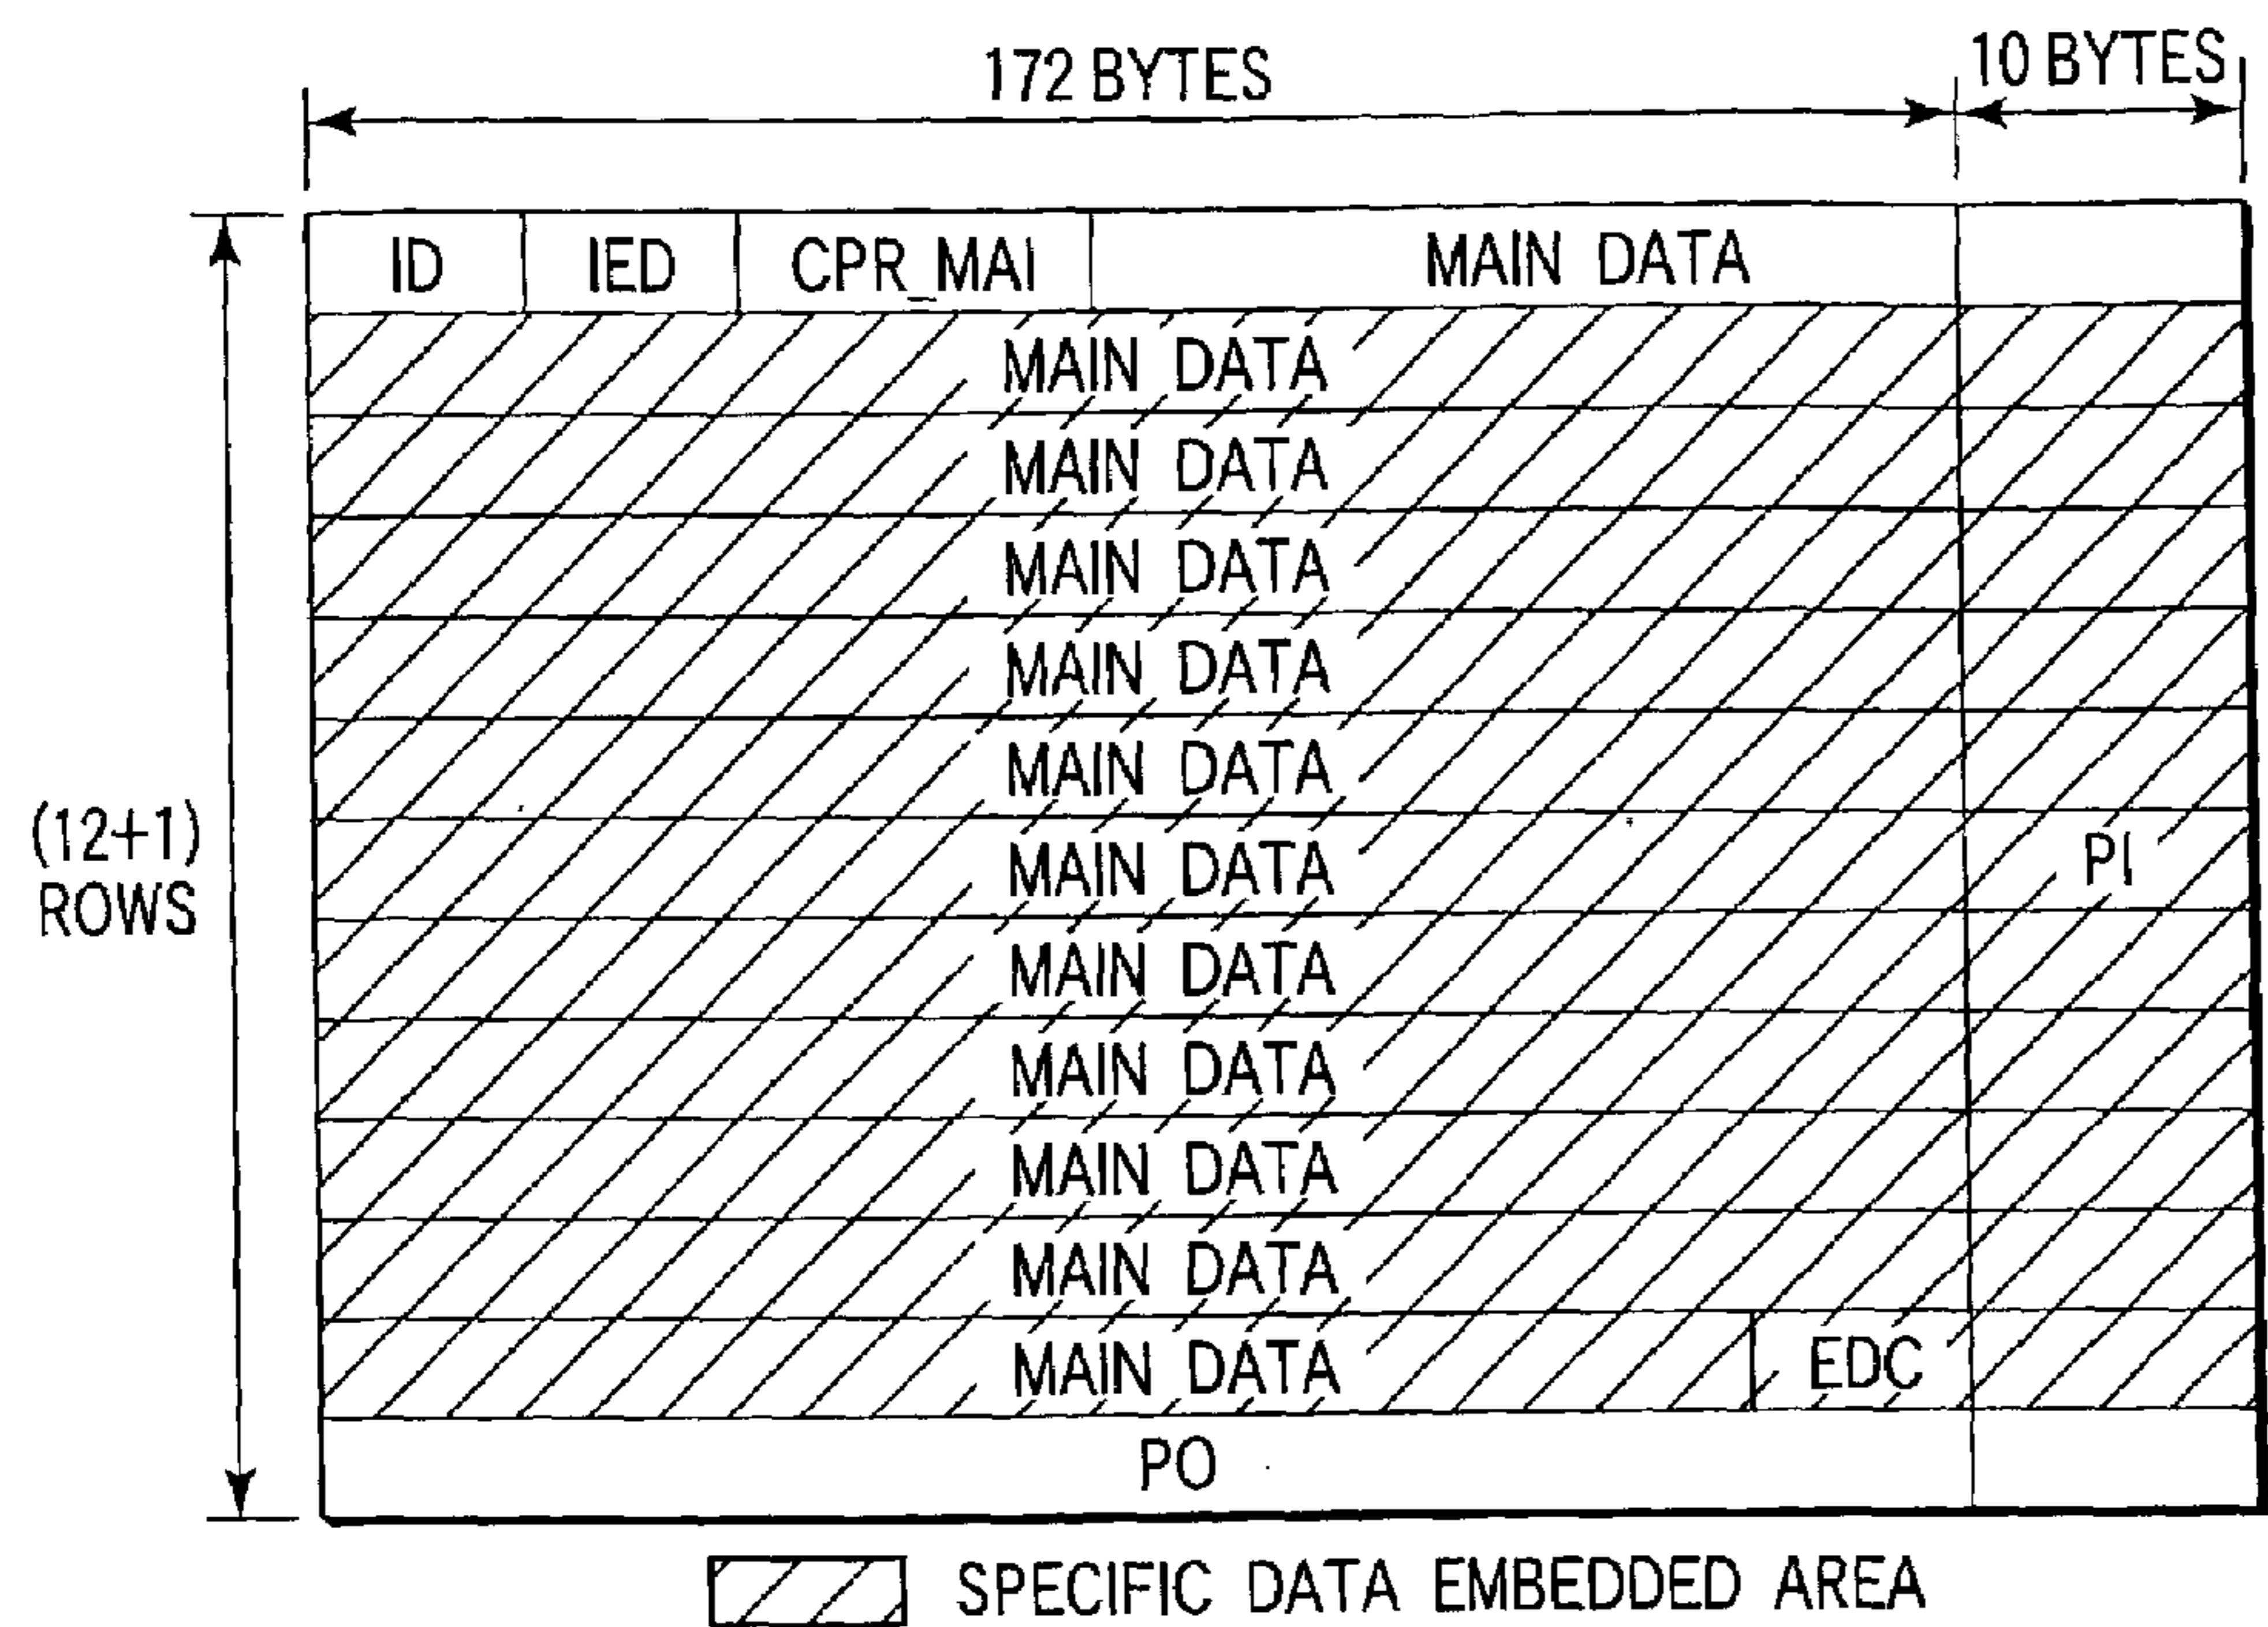 172 BYTES 10 BYTES
ID IED CPR_MAI MAIN DATA
MAIN DATA
MAIN DATA
MAIN DATA
MAIN DATA
MAIN DATA
(12+1)
ROWS
MAIN DATA PI
MAIN DATA
MAIN DATA
MAIN DATA
MAIN DATA
MAIN DATA EDC
PO
SPECIFIC DATA EMBEDDED AREA